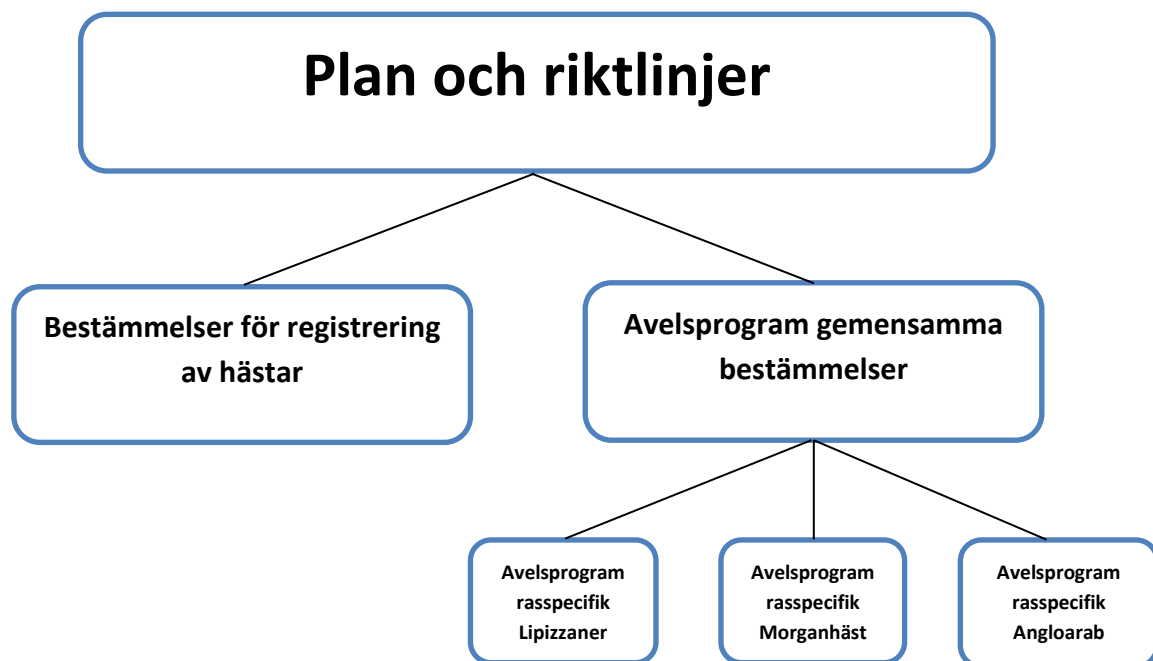 Plan och riktlinjer
Bestämmelser för registrering
av hästar
Avelsprogram gemensamma
bestämmelser
Avelsprogram
rasspecifik
Lipizzaner
Avelsprogram
rasspecifik
Morganhäst
Avelsprogram
rasspecifik
Angloarab